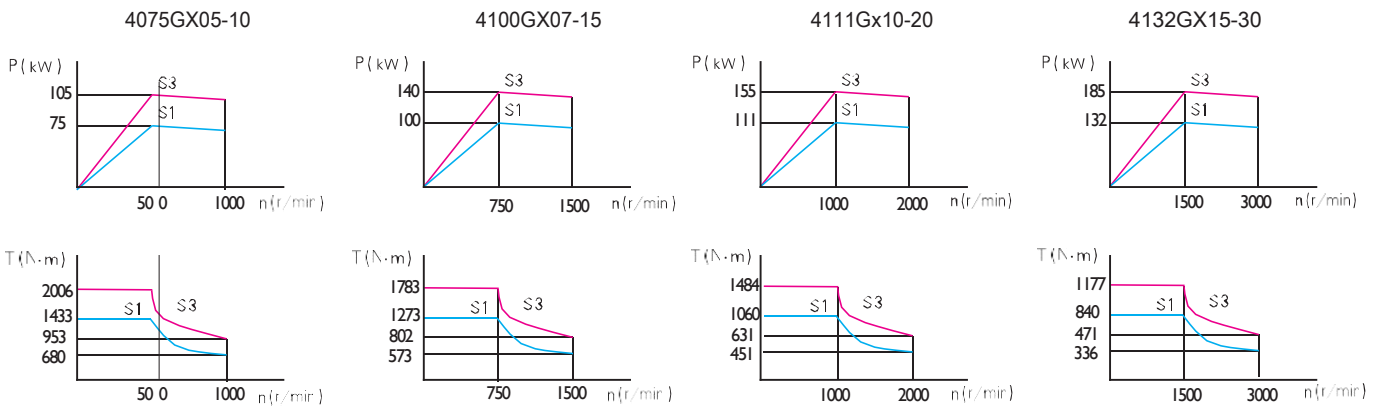 4075GX05-10
4100GX07-15
4111Gx10-20
4132GX15-30
P(kW)
105
75
S3
S1
50 0
1000
n(r/min)
P(kW)
140
100
S3
S1
750
1500
n(r/min)
P(kW)
155
111
S3
S1
1000
2000
n(r/min)
P(kW)
185
132
S3
S1
1500
3000
n(r/min)
T(N·m)
2006
1433
953
680
S1
S3
50 0
1000
n(r/min)
T(N·m)
1783
1273
802
573
S1
S3
750
1500
n(r/min)
T(N·m)
1484
1060
631
451
S1
S3
1000
2000
n(r/min)
T(N·m)
1177
840
471
336
S1
S3
1500
3000
n(r/min)